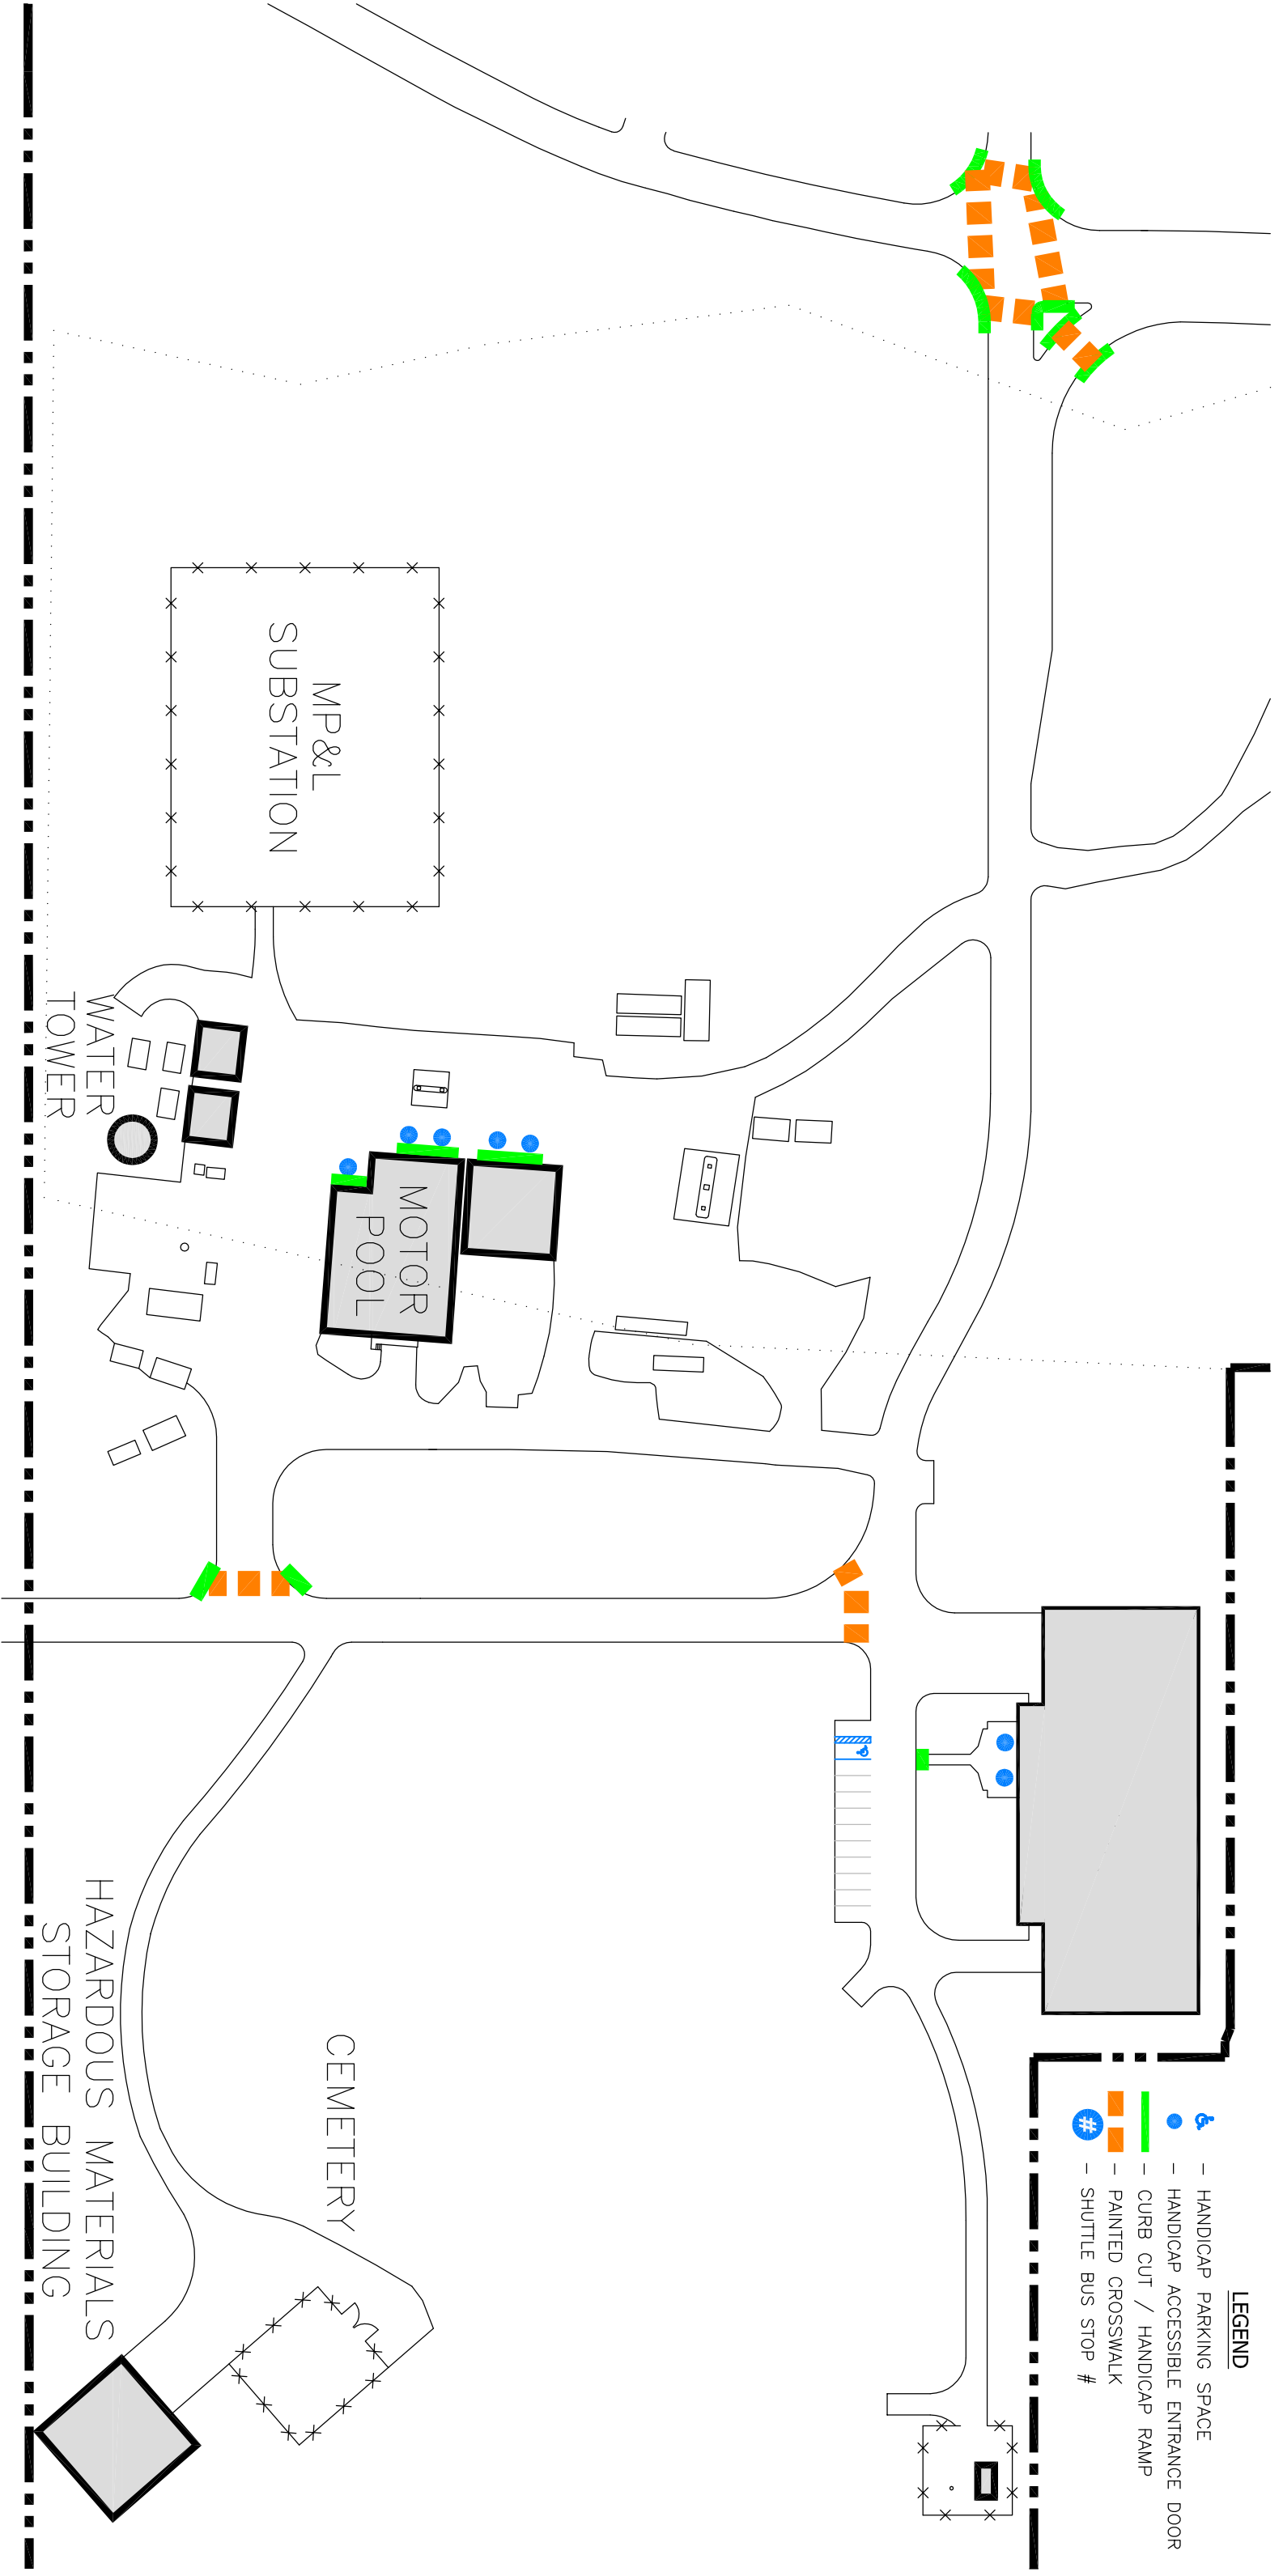 MP&L
SUBSTATION
WATER
TOWER
MOTOR
POOL
HAZARDOUS MATERIALS
STORAGE BUILDING
CEMETERY
LEGEND
- HANDICAP PARKING SPACE
- HANDICAP ACCESSIBLE ENTRANCE DOOR
- CURB CUT / HANDICAP RAMP
- PAINTED CROSSWALK
# - SHUTTLE BUS STOP #